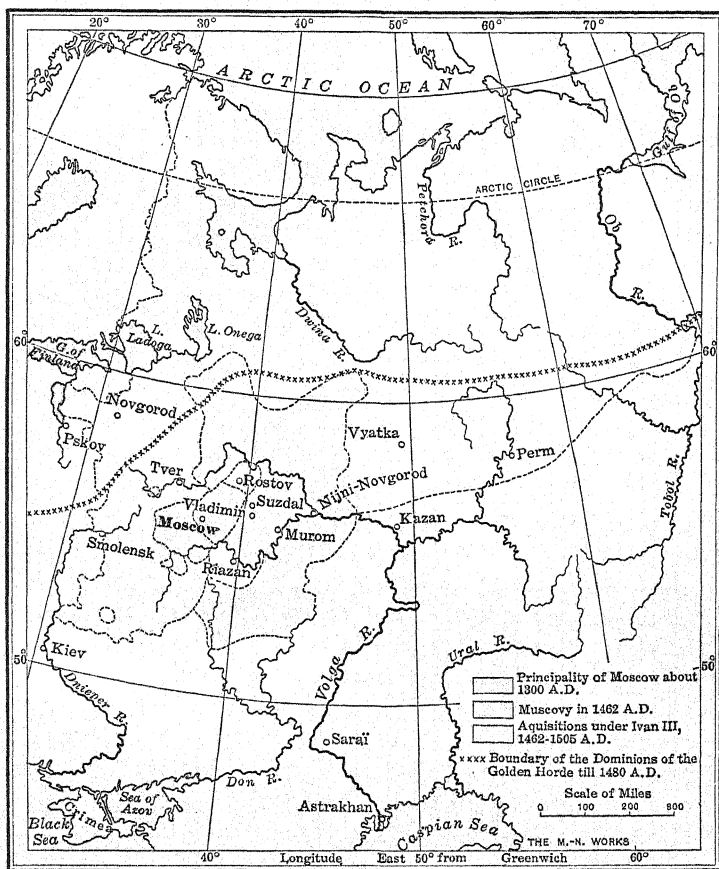 20° 30° 40° 50° 60° 70°
ARCTIC OCEAN
Gulf of Ob
ARCTIC CIRCLE
Petchora
R.
Ob
R.
Dwina R.
L. Onega
L.
Ladoga
60°
60°
G. of
Finland
Novgorod
Pskov
Vyatka
Perm
Tver
Rostov
Nijni-Novgorod
Suzdal
Vladimir
Moscow
Kazan
Murom
Smolensk
Riazan
Tobol R.
50°
Kiev
Dnieper R.
Volga R.
Ural R.
50°
Principality of Moscow about
1300 A.D.
Muscovy in 1462 A.D.
Aquisitions under Ivan III,
1462-1505 A.D.
xxxx Boundary of the Dominions of the
Golden Horde till 1480 A.D.
Scale of Miles
0 100 200 300
Saraï
Don R.
Sea of
Azov
Crimea
Black
Sea
Astrakhan
Caspian Sea
THE M.-N. WORKS
40° Longitude East 50° from Greenwich 60°